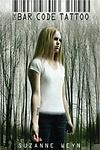 THE BAR CODE TATTOO
SUZANNE WEYN